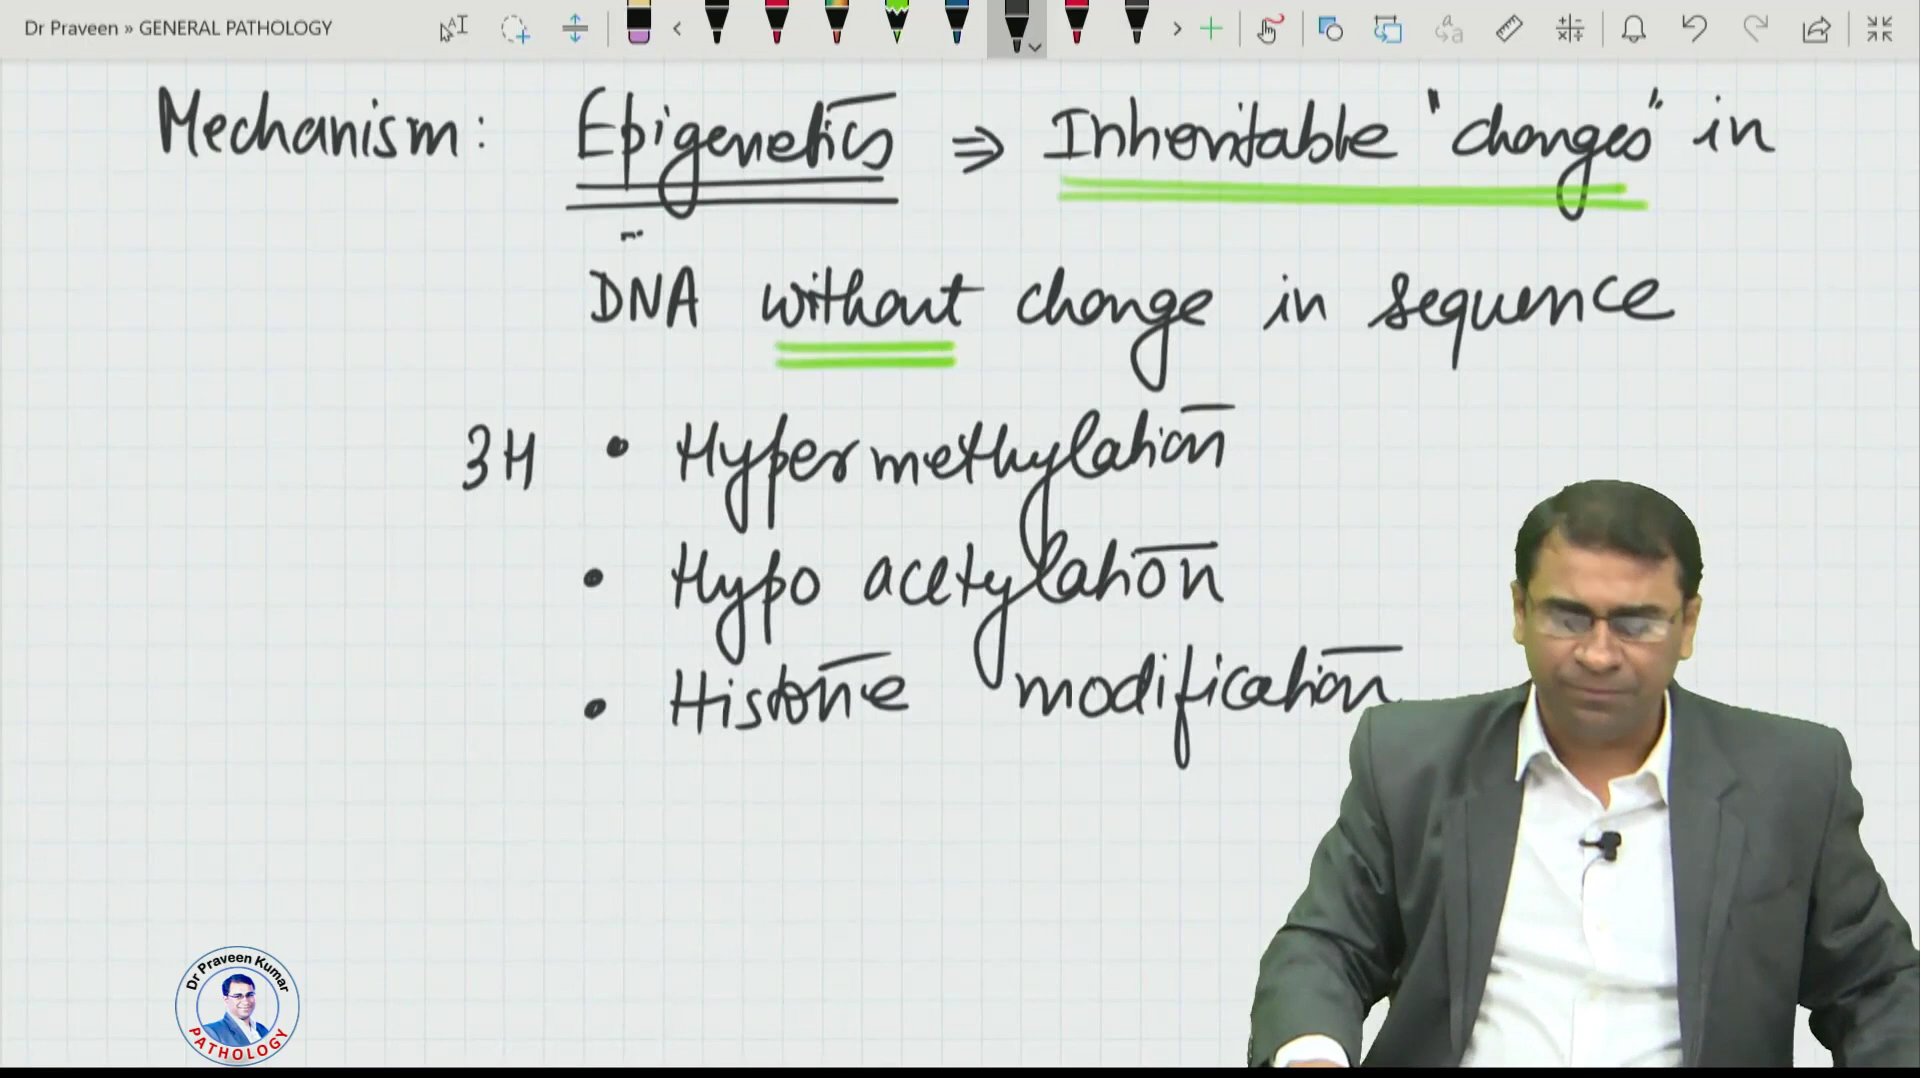 Dr Praveen » GENERAL PATHOLOGY
Mechanism: Epigenetics ⇒ Inheritable "changes" in
DNA without change in sequence
3H • Hypermethylation
• Hypo acetylation
• Histone modification
Dr Praveen Kumar
PATHOLOGY